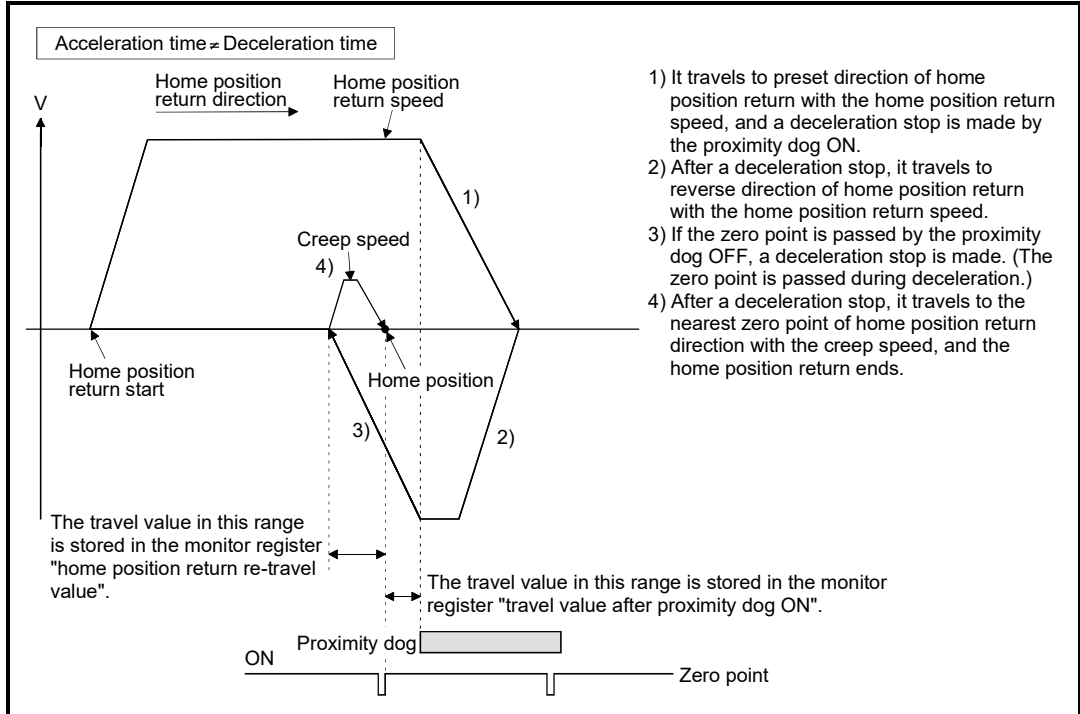 Acceleration time ≠ Deceleration time
Home position
return direction
Home position
return speed
V
1)
Creep speed
4)
Home position
return start
Home position
3)
2)
The travel value in this range
is stored in the monitor register
"home position return re-travel
value".
The travel value in this range is stored in the monitor
register "travel value after proximity dog ON".
Proximity dog
ON
Zero point
1) It travels to preset direction of home
position return with the home position return
speed, and a deceleration stop is made by
the proximity dog ON.
2) After a deceleration stop, it travels to
reverse direction of home position return
with the home position return speed.
3) If the zero point is passed by the proximity
dog OFF, a deceleration stop is made. (The
zero point is passed during deceleration.)
4) After a deceleration stop, it travels to the
nearest zero point of home position return
direction with the creep speed, and the
home position return ends.